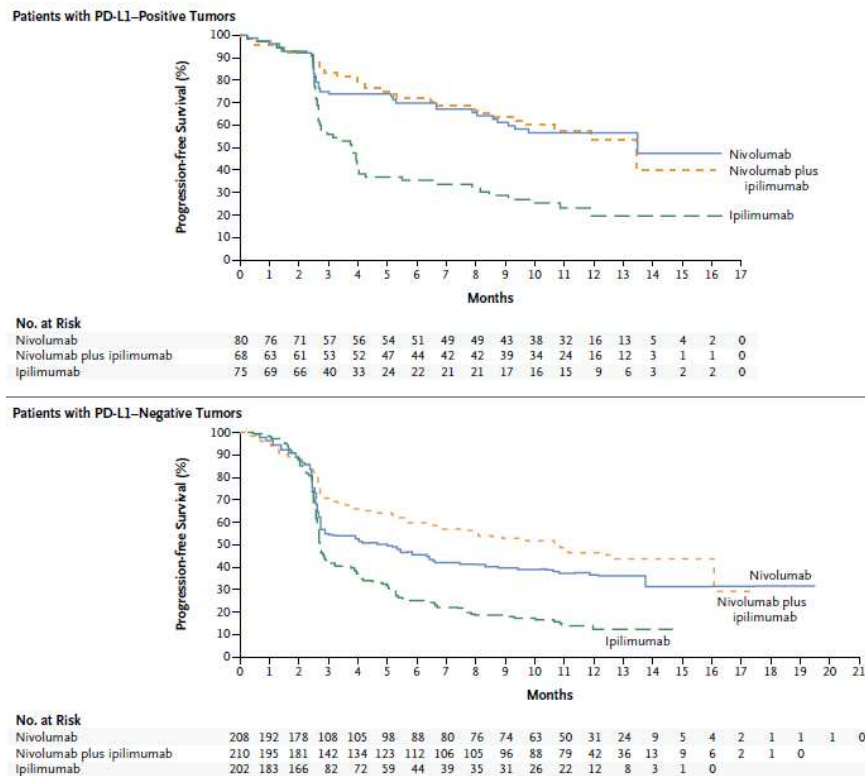 Patients with PD-L1–Positive Tumors
100
90
80
70
60
50
40
30
20
10
0
Progression-free Survival (%)
Nivolumab
Nivolumab plus
ipilimumab
Ipilimumab
0 1 2 3 4 5 6 7 8 9 10 11 12 13 14 15 16 17
Months
No. at Risk
Nivolumab 80 76 71 57 56 54 51 49 49 43 38 32 16 13 5 4 2 0
Nivolumab plus ipilimumab 68 63 61 53 52 47 44 42 42 39 34 24 16 12 3 1 1 0
Ipilimumab 75 69 66 40 33 24 22 21 21 17 16 15 9 6 3 2 2 0
Patients with PD-L1–Negative Tumors
100
90
80
70
60
50
40
30
20
10
0
Progression-free Survival (%)
Nivolumab
Nivolumab plus
ipilimumab
Ipilimumab
0 1 2 3 4 5 6 7 8 9 10 11 12 13 14 15 16 17 18 19 20 21
Months
No. at Risk
Nivolumab 208 192 178 108 105 98 88 80 76 74 63 50 31 24 9 5 4 2 1 1 1 0
Nivolumab plus ipilimumab 210 195 181 142 134 123 112 106 105 96 88 79 42 36 13 9 6 2 1 0
Ipilimumab 202 183 166 82 72 59 44 39 35 31 26 22 12 8 3 1 0